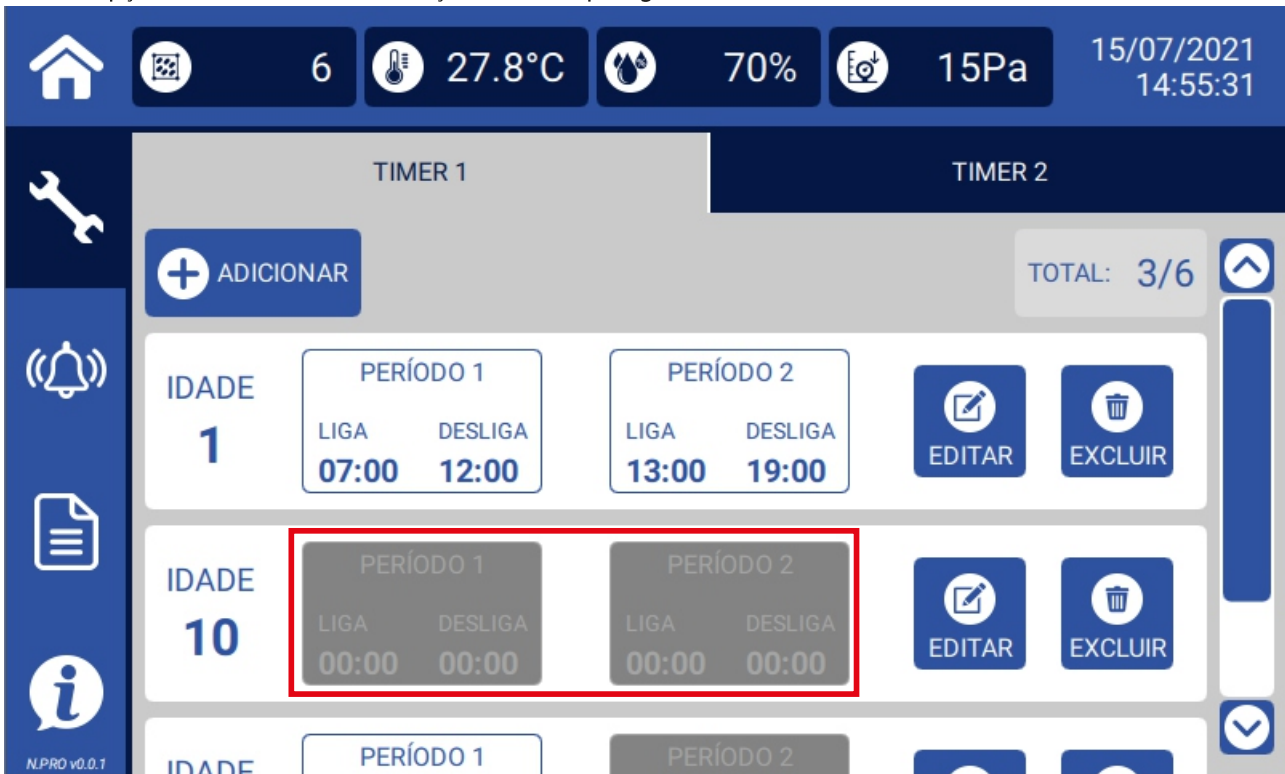 6 27.8°C 70% 15Pa 15/07/2021
14:55:31
TIMER 1 TIMER 2
ADICIONAR TOTAL: 3/6
IDADE
1
PERÍODO 1
LIGA DESLIGA
07:00 12:00
PERÍODO 2
LIGA DESLIGA
13:00 19:00
EDITAR EXCLUIR
IDADE
10
PERÍODO 1
LIGA DESLIGA
00:00 00:00
PERÍODO 2
LIGA DESLIGA
00:00 00:00
EDITAR EXCLUIR
IDADE
PERÍODO 1
PERÍODO 2
N.PRO v0.0.1